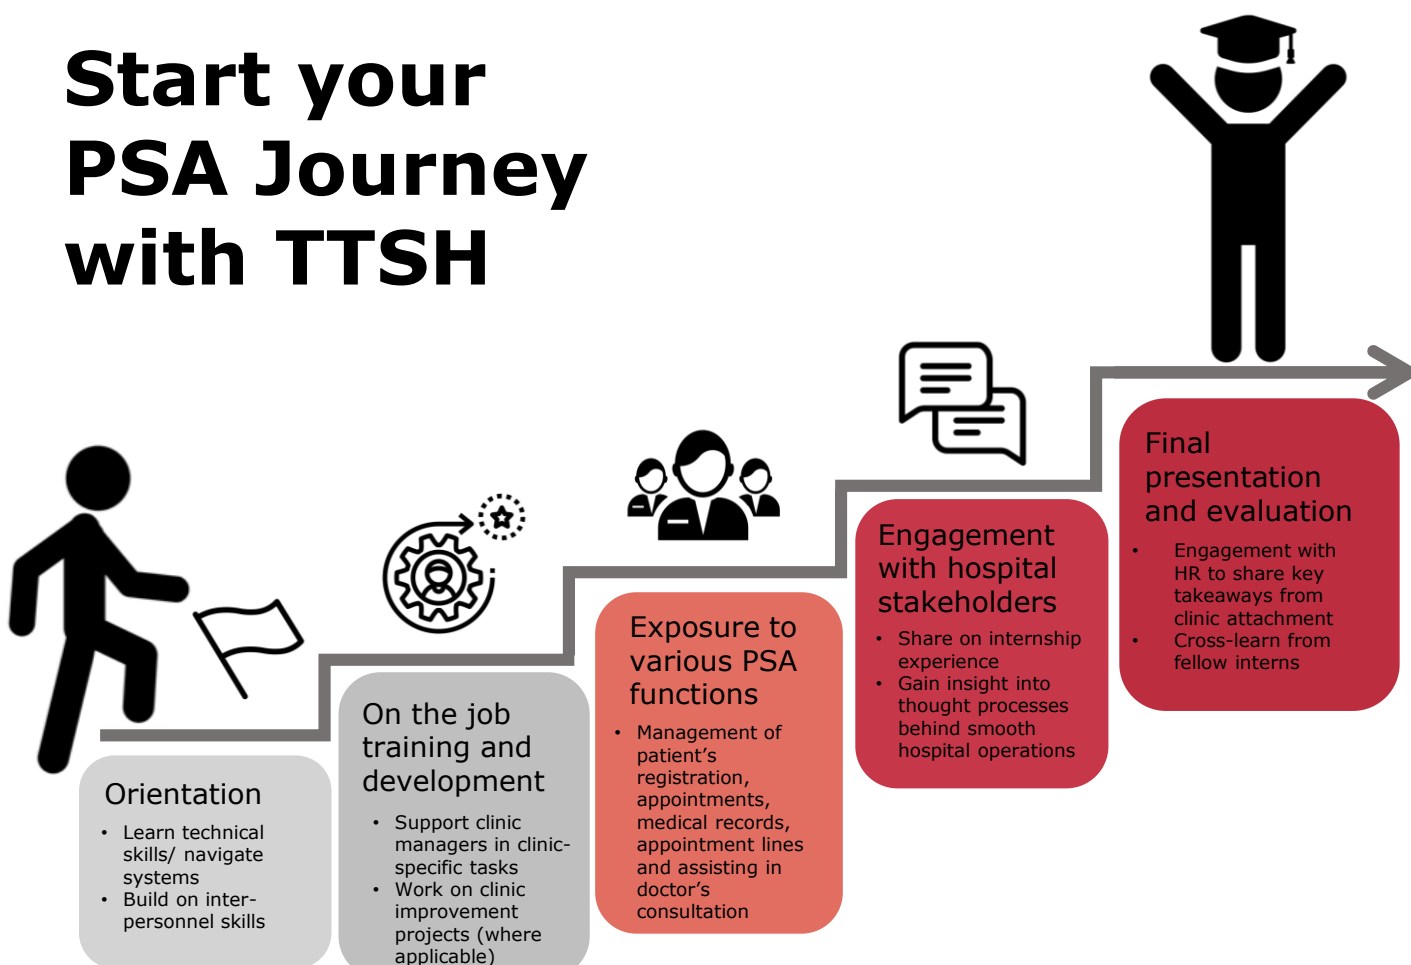 Start your
PSA Journey
with TTSH
Orientation
• Learn technical
skills/ navigate
systems
• Build on inter-
personnel skills
On the job
training and
development
• Support clinic
managers in clinic-
specific tasks
• Work on clinic
improvement
projects (where
applicable)
Exposure to
various PSA
functions
• Management of
patient's
registration,
appointments,
medical records,
appointment lines
and assisting in
doctor's
consultation
Engagement
with hospital
stakeholders
• Share on internship
experience
• Gain insight into
thought processes
behind smooth
hospital operations
Final
presentation
and evaluation
• Engagement with
HR to share key
takeaways from
clinic attachment
• Cross-learn from
fellow interns